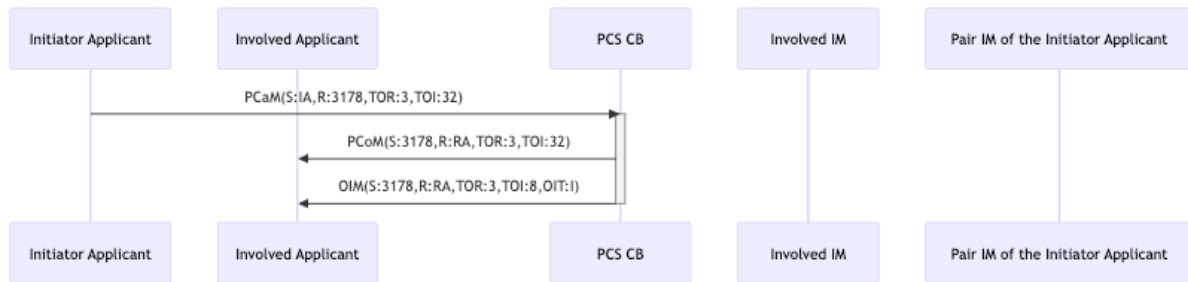 Initiator Applicant
Involved Applicant
PCS CB
Involved IM
Pair IM of the Initiator Applicant
PCaM(S:IA,R:3178,TOR:3,TOI:32)
PCoM(S:3178,R:RA,TOR:3,TOI:32)
OIM(S:3178,R:RA,TOR:3,TOI:8,OIT:I)
Initiator Applicant
Involved Applicant
PCS CB
Involved IM
Pair IM of the Initiator Applicant